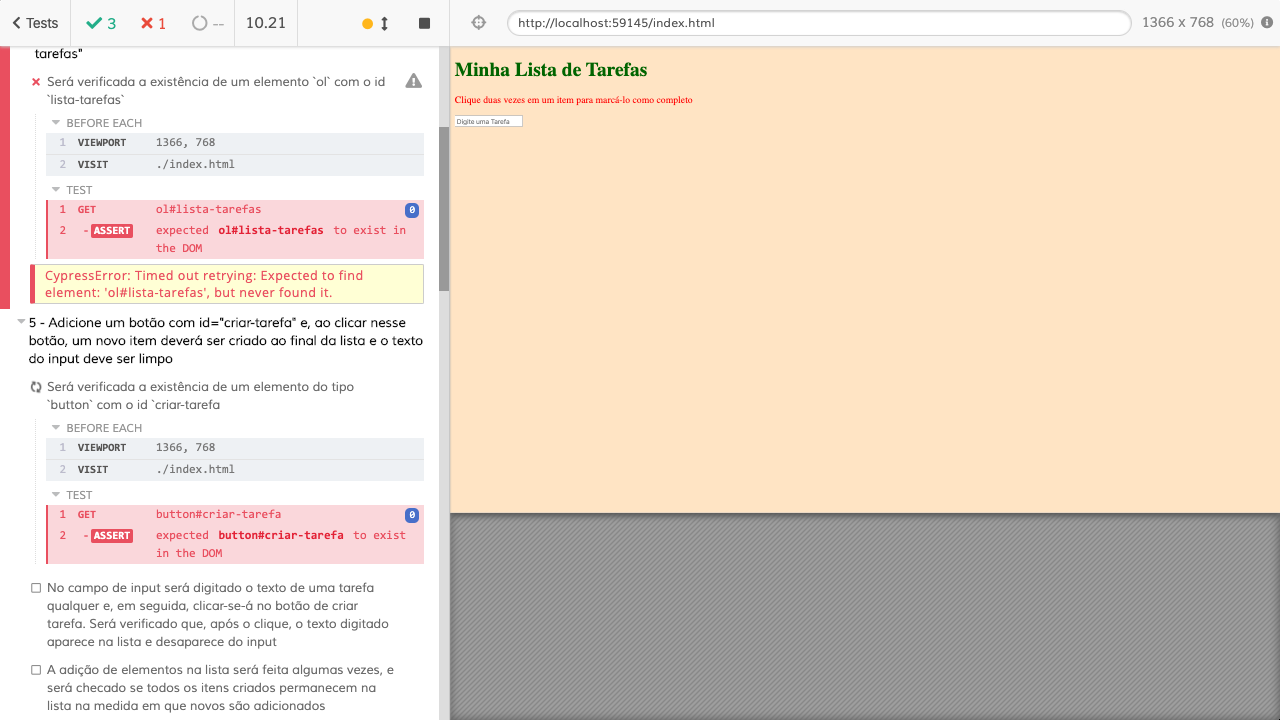 Tests 3 1 -- 10.21 http://localhost:59145/index.html 1366 x 768 (60%)
tarefas"
Será verificada a existência de um elemento `ol` com o id
`lista-tarefas`
BEFORE EACH
1 VIEWPORT 1366, 768
2 VISIT ./index.html
TEST
1 GET ol#lista-tarefas 0
2 -ASSERT expected ol#lista-tarefas to exist in
the DOM
CypressError: Timed out retrying: Expected to find
element: 'ol#lista-tarefas', but never found it.
5 - Adicione um botão com id="criar-tarefa" e, ao clicar nesse
botão, um novo item deverá ser criado ao final da lista e o texto
do input deve ser limpo
Será verificada a existência de um elemento do tipo
`button` com o id `criar-tarefa
BEFORE EACH
1 VIEWPORT 1366, 768
2 VISIT ./index.html
TEST
1 GET button#criar-tarefa 0
2 -ASSERT expected button#criar-tarefa to exist
in the DOM
No campo de input será digitado o texto de uma tarefa
qualquer e, em seguida, clicar-se-á no botão de criar
tarefa. Será verificado que, após o clique, o texto digitado
aparece na lista e desaparece do input
A adição de elementos na lista será feita algumas vezes, e
será checado se todos os itens criados permanecem na
lista na medida em que novos são adicionados
Minha Lista de Tarefas
Clique duas vezes em um item para marcá-lo como completo
Digite uma Tarefa